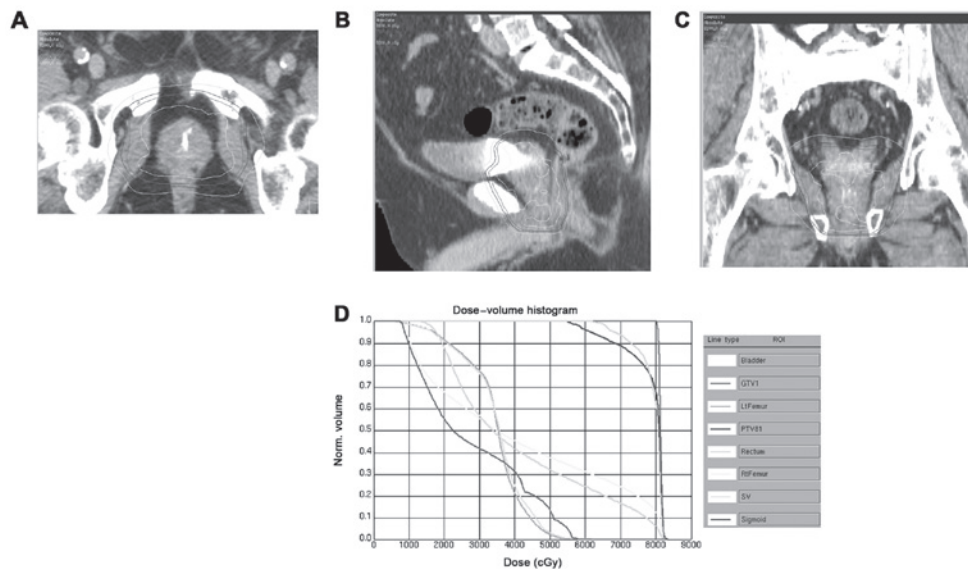 A
B
C
D
Dose–volume histogram
1.0
0.9
0.8
0.7
0.6
0.5
0.4
0.3
0.2
0.1
0.0
Norm. volume
0 1000 2000 3000 4000 5000 6000 7000 8000 9000
Dose (cGy)
Line type ROI
Bladder
GTV1
LtFemur
PTV81
Rectum
RtFemur
SV
Sigmoid